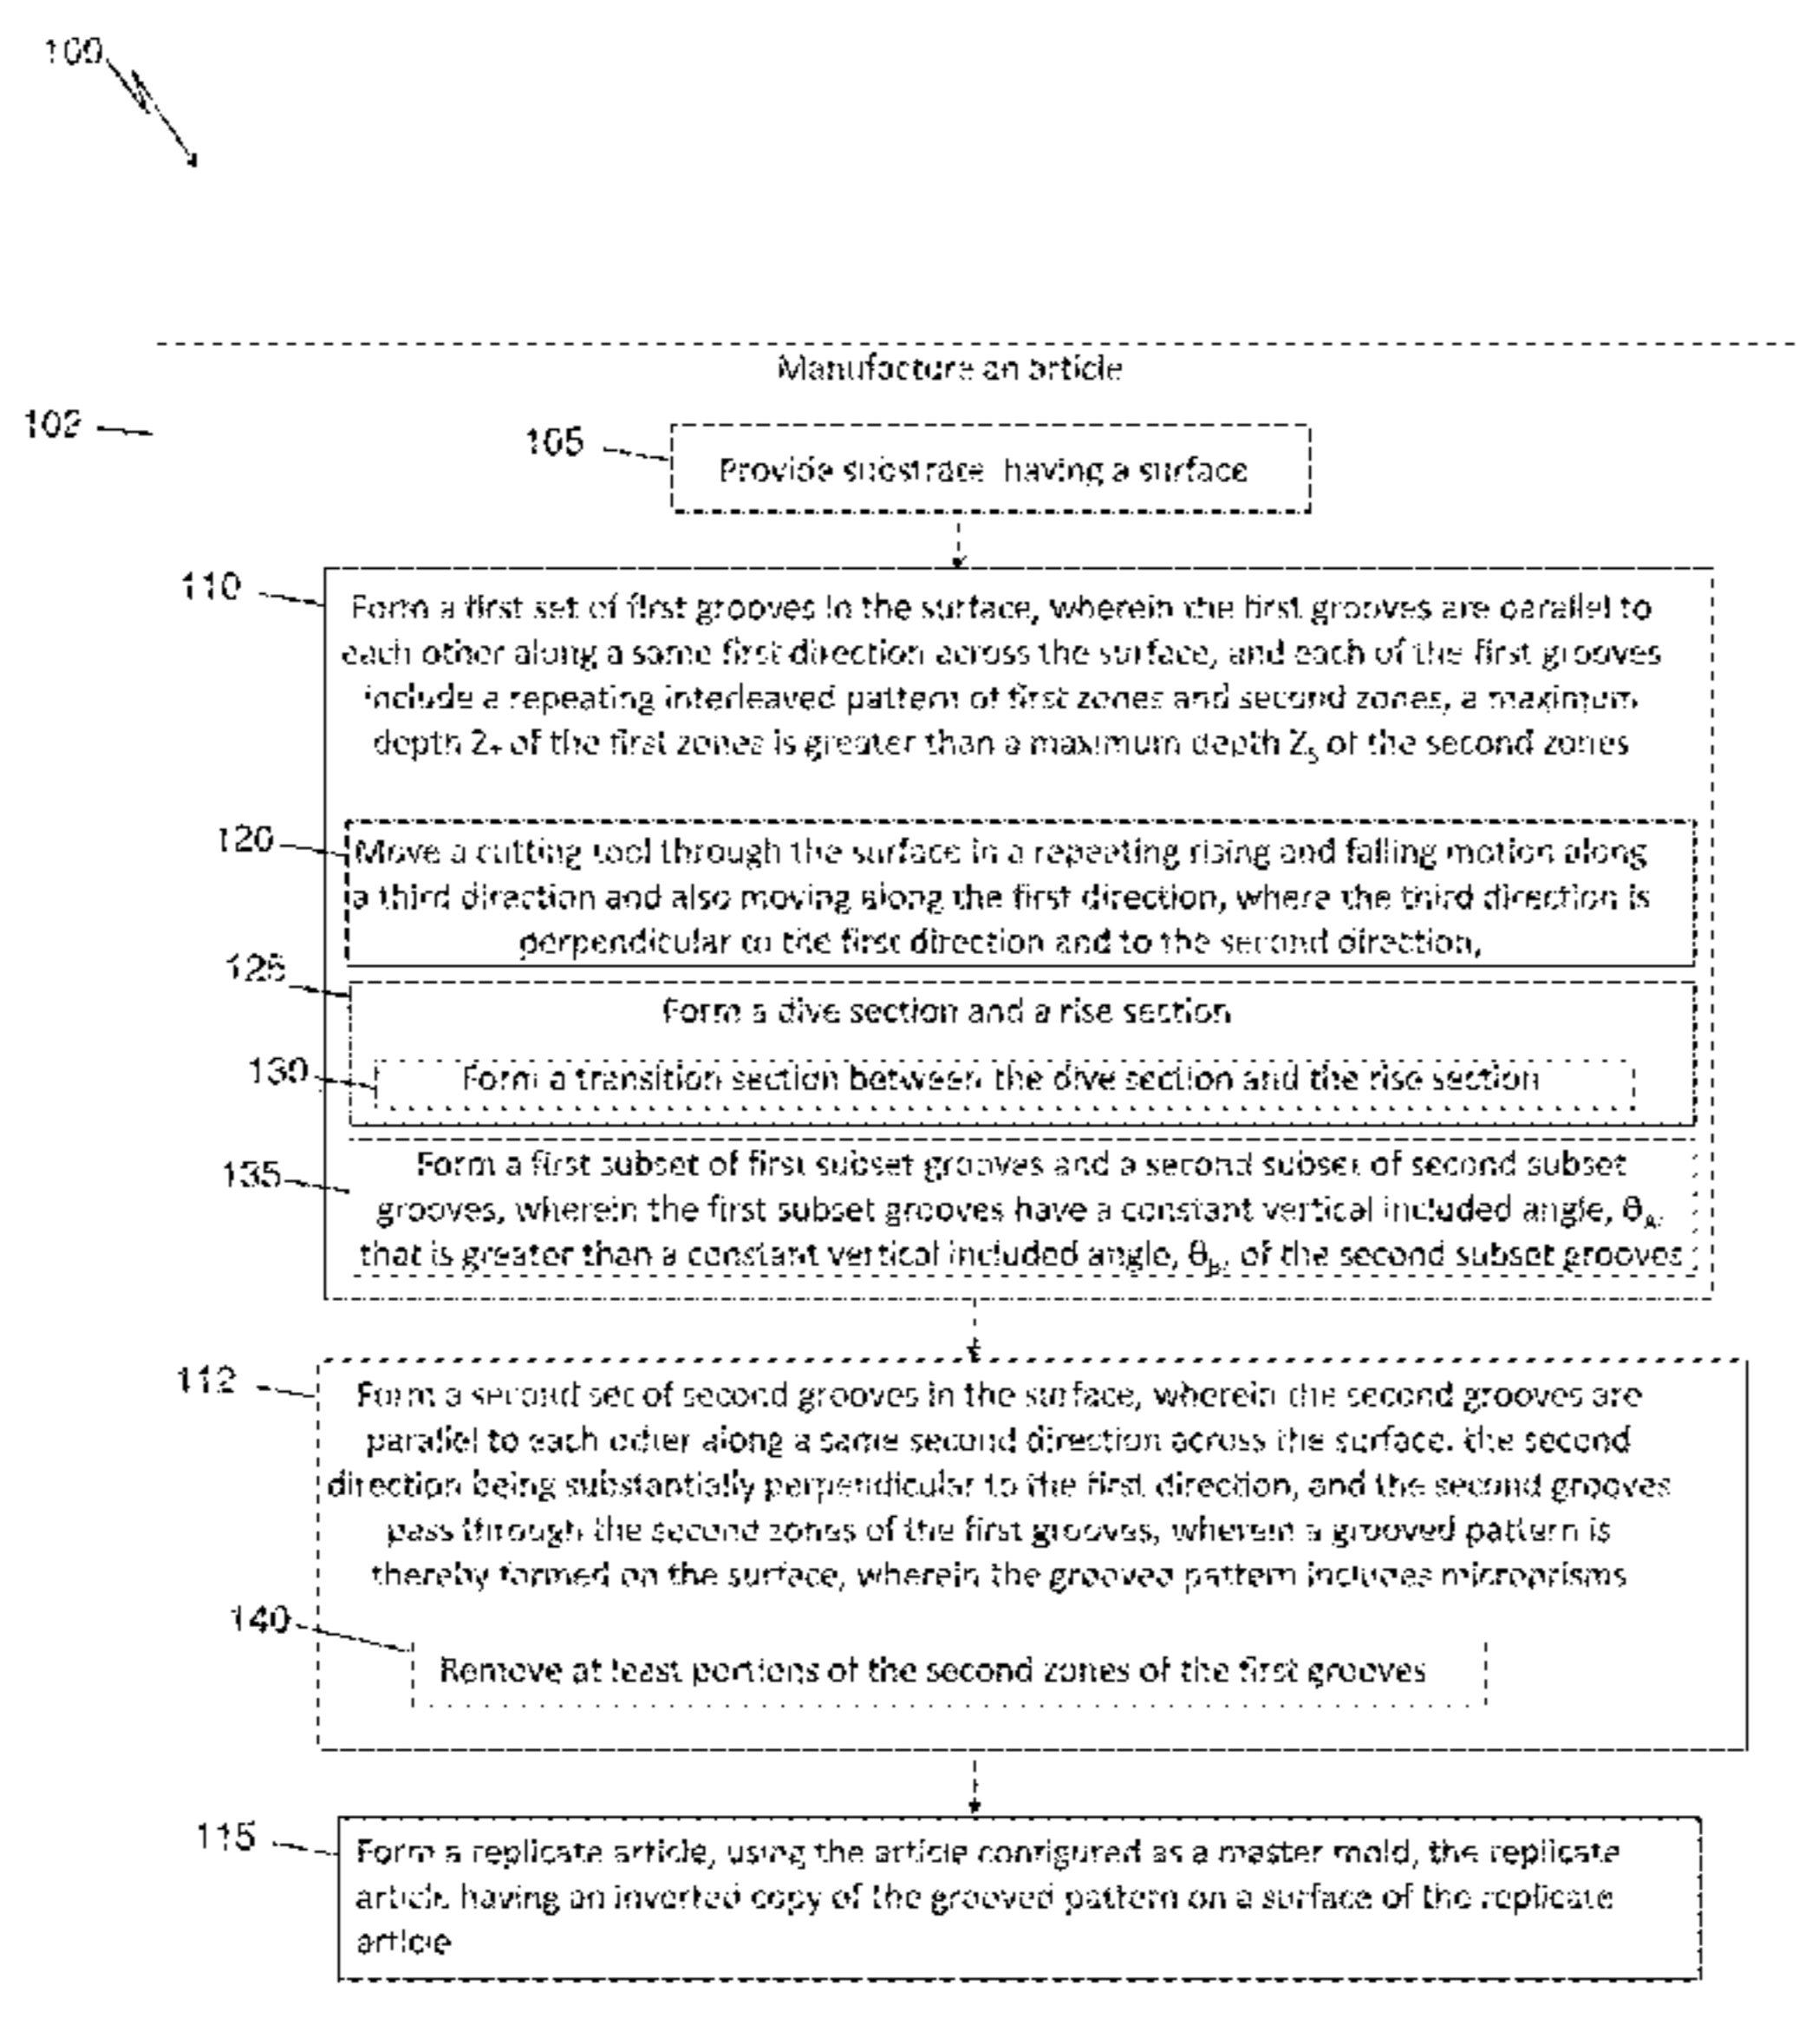 100
Manufacture an article
102
105
Provide substrate having a surface
110
Form a first set of first grooves in the surface, wherein the first grooves are parallel to
each other along a same first direction across the surface, and each of the first grooves
include a repeating interleaved pattern of first zones and second zones, a maximum
depth of the first zones is greater than a maximum depth Zs of the second zones
120
Move a cutting tool through the surface in a repeating rising and falling motion along
a third direction and also moving along the first direction, where the third direction is
perpendicular to the first direction and to the second direction,
125
Form a dive section and a rise section
130
Form a transition section between the dive section and the rise section
135
Form a first subset of first subset grooves and a second subset of second subset
grooves, wherein the first subset grooves have a constant vertical included angle, θA,
that is greater than a constant vertical included angle, θB, of the second subset grooves
112
Form a second set of second grooves in the surface, wherein the second grooves are
parallel to each other along a same second direction across the surface. the second
direction being substantially perpendicular to the first direction, and the second grooves
pass through the second zones of the first grooves, wherein a grooved pattern is
thereby formed on the surface, wherein the grooved pattern includes microprisms
140
Remove at least portions of the second zones of the first grooves
115
Form a replicate article, using the article configured as a master mold, the replicate
article having an inverted copy of the grooved pattern on a surface of the replicate
article